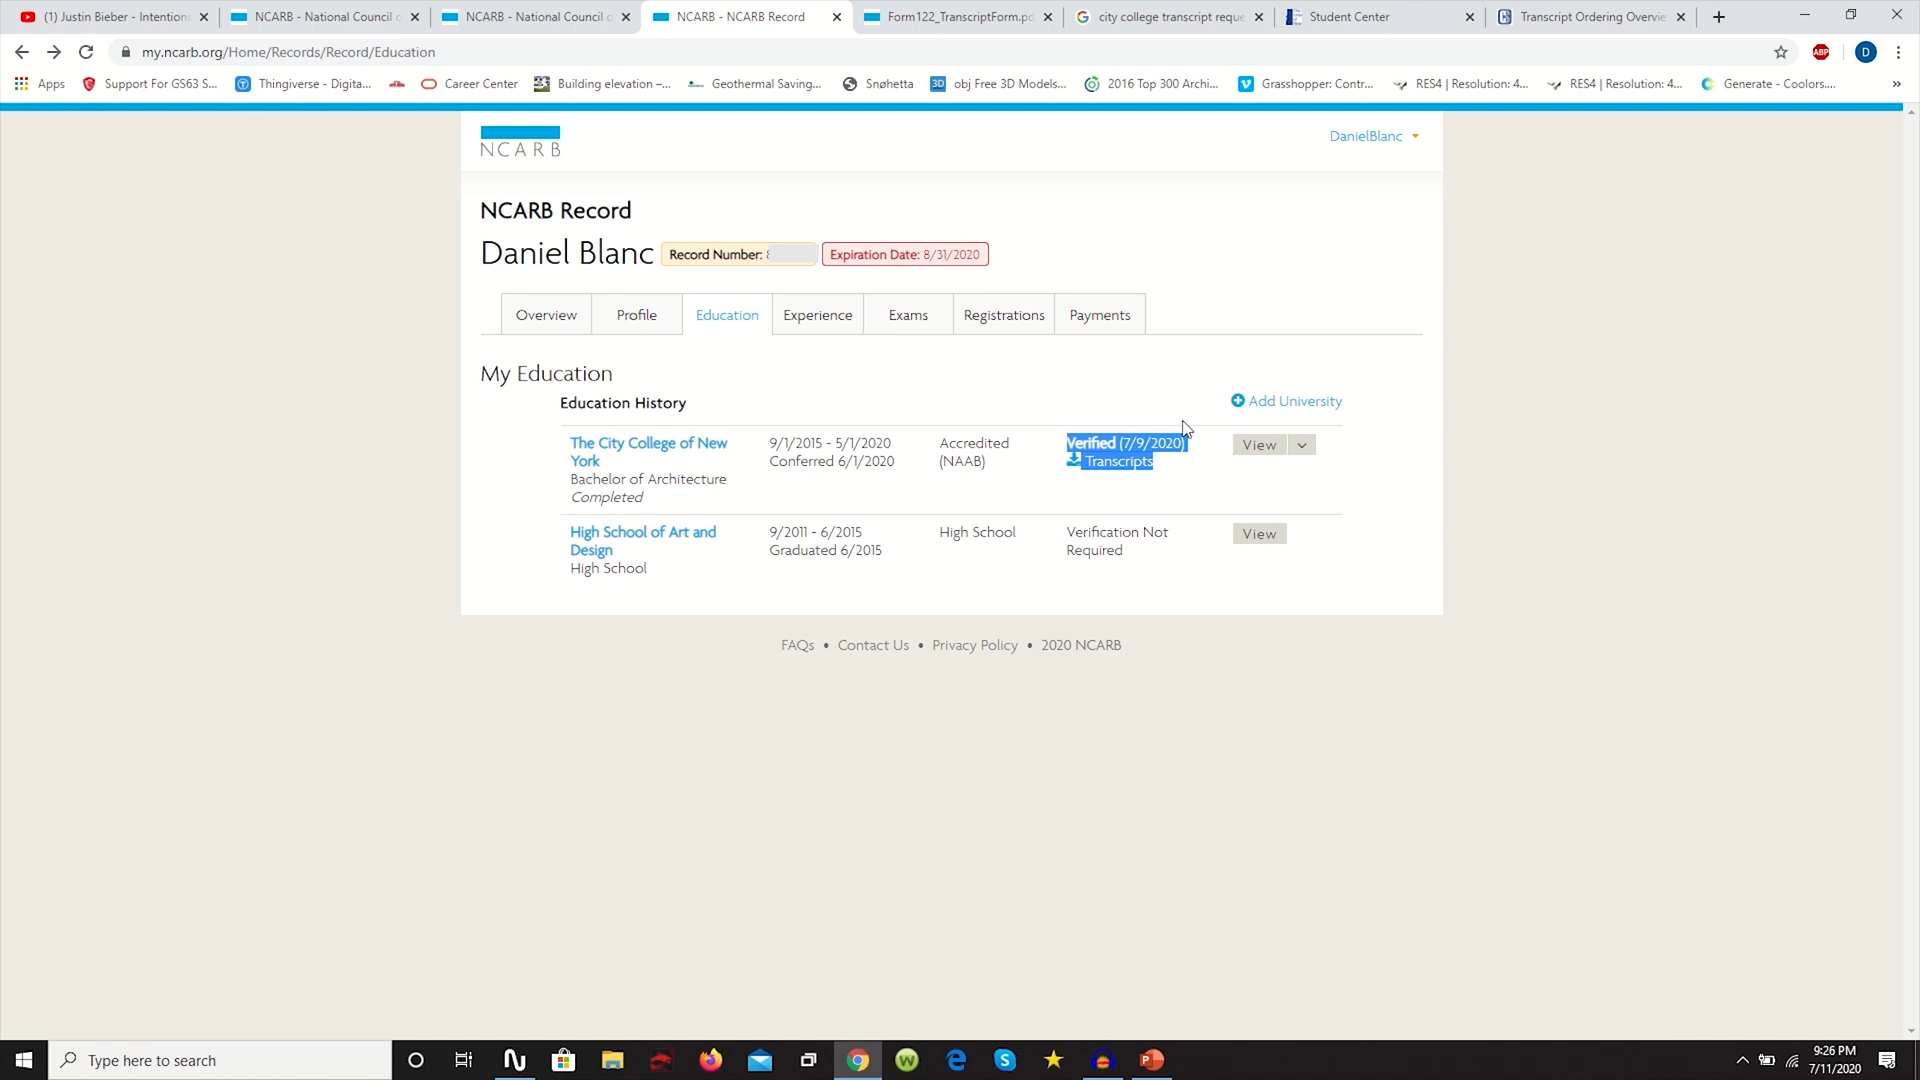 (1) Justin Bieber - Intentions
NCARB - National Council o
NCARB - National Council o
NCARB - NCARB Record
Form122_TranscriptForm.pd
city college transcript reque
Student Center
Transcript Ordering Overvie
my.ncarb.org/Home/Records/Record/Education
ABP
D
Apps
Support For GS63 S...
Thingiverse - Digita...
Career Center
Building elevation –...
Geothermal Saving...
Snøhetta
3D obj Free 3D Models...
2016 Top 300 Archi...
Grasshopper: Contr...
RES4 | Resolution: 4...
RES4 | Resolution: 4...
Generate - Coolors....
»
NCARB
DanielBlanc
NCARB Record
Daniel Blanc
Record Number:
Expiration Date: 8/31/2020
Overview
Profile
Education
Experience
Exams
Registrations
Payments
My Education
Education History
Add University
The City College of New
York
Bachelor of Architecture
Completed
9/1/2015 - 5/1/2020
Conferred 6/1/2020
Accredited
(NAAB)
Verified (7/9/2020)
Transcripts
View
High School of Art and
Design
High School
9/2011 - 6/2015
Graduated 6/2015
High School
Verification Not
Required
View
FAQs • Contact Us • Privacy Policy • 2020 NCARB
Type here to search
9:26 PM
7/11/2020